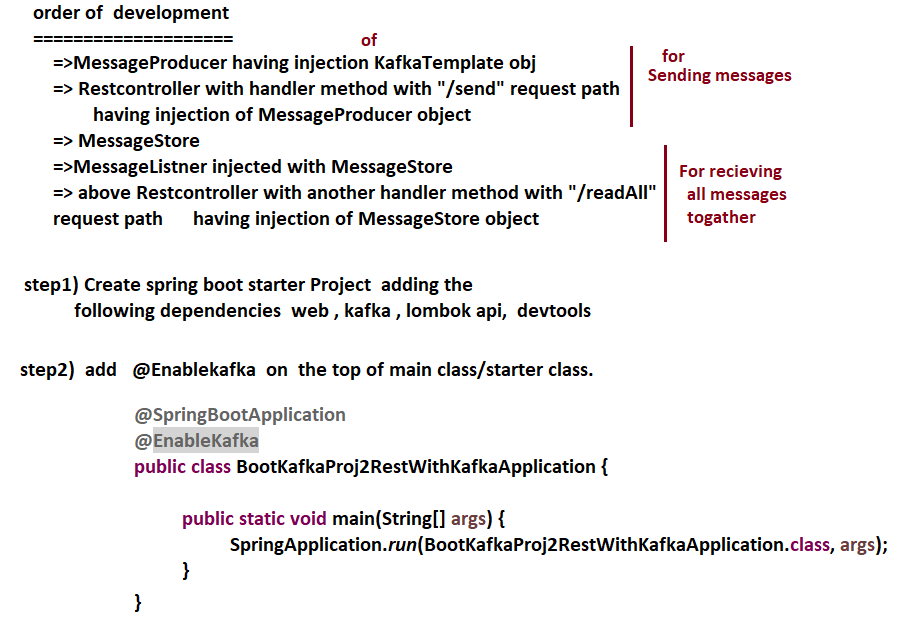 order of  development
====================
of
=>MessageProducer having injection KafkaTemplate obj
=> Restcontroller with handler method with "/send" request path
having injection of MessageProducer object
for
Sending messages
=> MessageStore
=>MessageListner injected with MessageStore
=> above Restcontroller with another handler method with "/readAll"
request path      having injection of MessageStore object
For recieving
all messages
togather
step1) Create spring boot starter Project  adding the
following dependencies  web , kafka , lombok api,  devtools
step2)  add   @Enablekafka  on  the top of main class/starter class.
@SpringBootApplication
@EnableKafka
public class BootKafkaProj2RestWithKafkaApplication {
public static void main(String[] args) {
SpringApplication.run(BootKafkaProj2RestWithKafkaApplication.class, args);
}
}